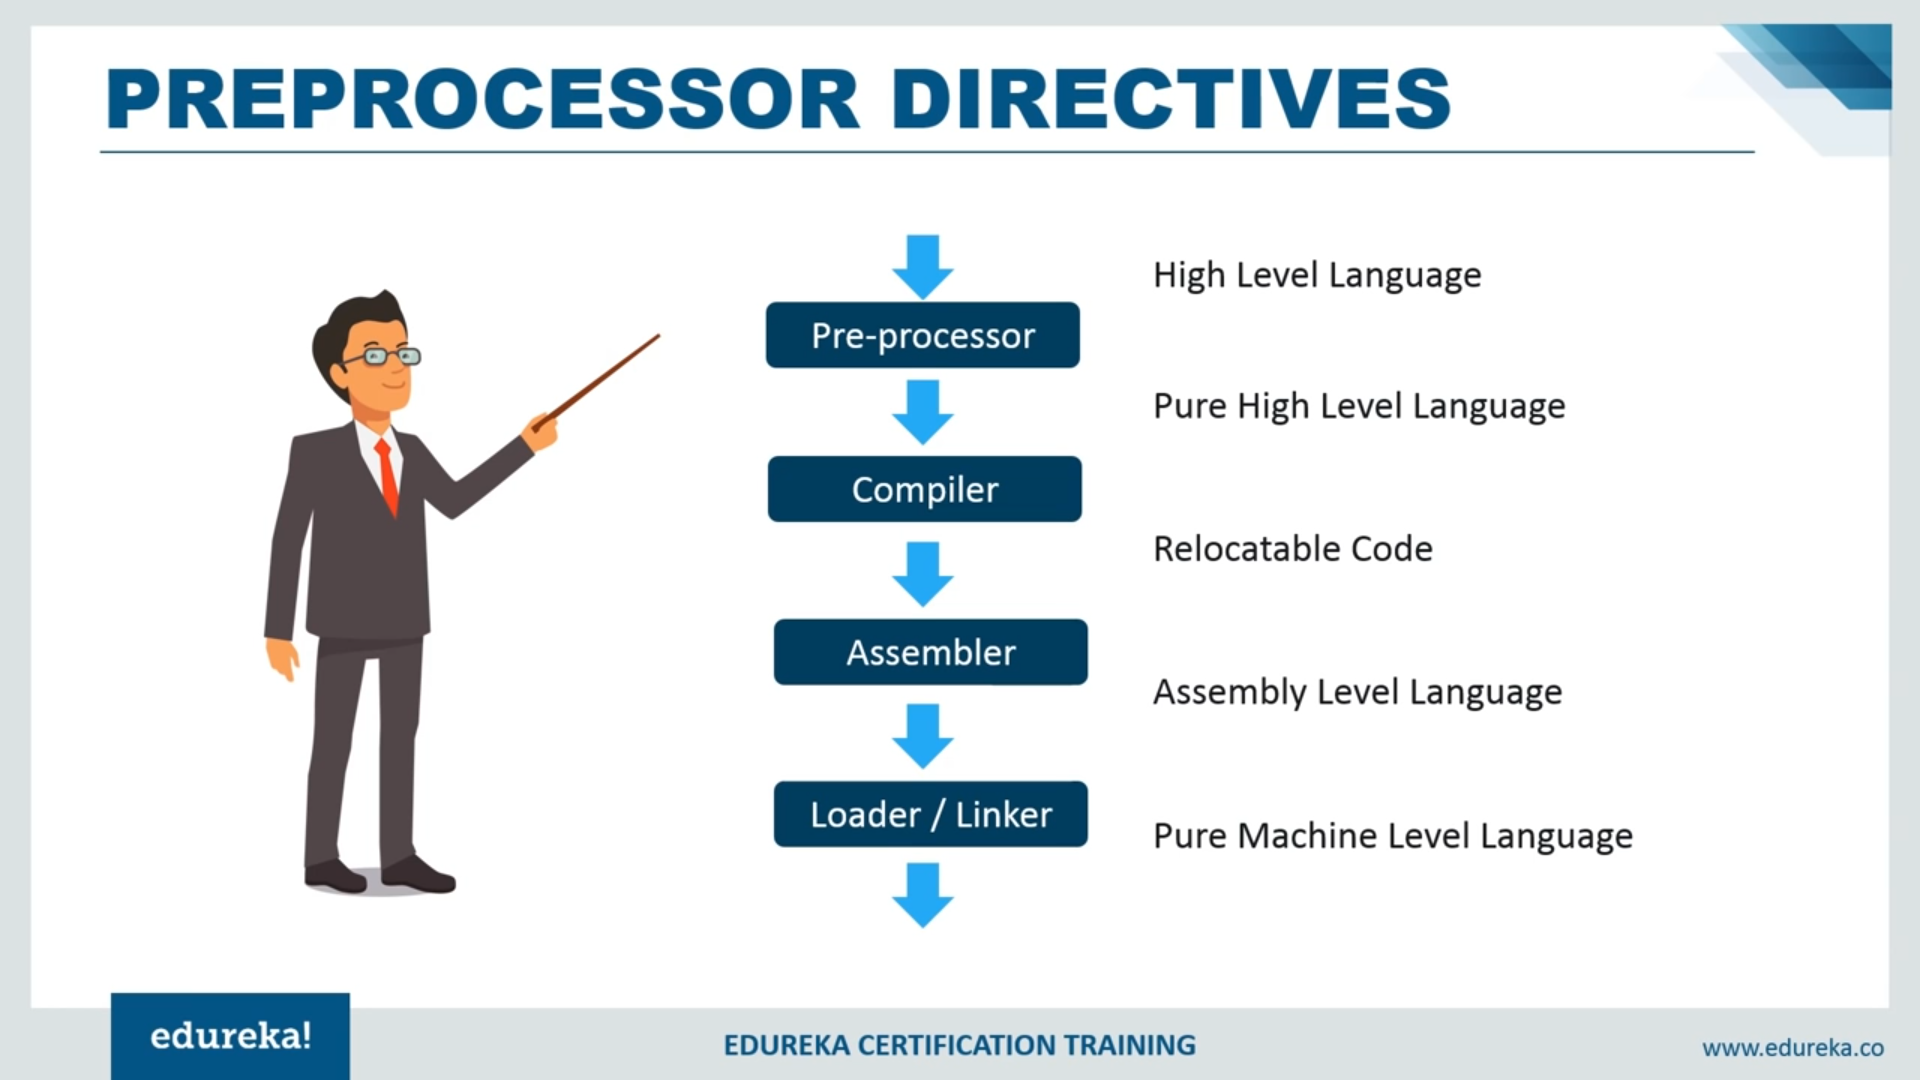 PREPROCESSOR DIRECTIVES
High Level Language
Pre-processor
Pure High Level Language
Compiler
Relocatable Code
Assembler
Assembly Level Language
Loader / Linker
Pure Machine Level Language
edureka!
EDUREKA CERTIFICATION TRAINING
www.edureka.co